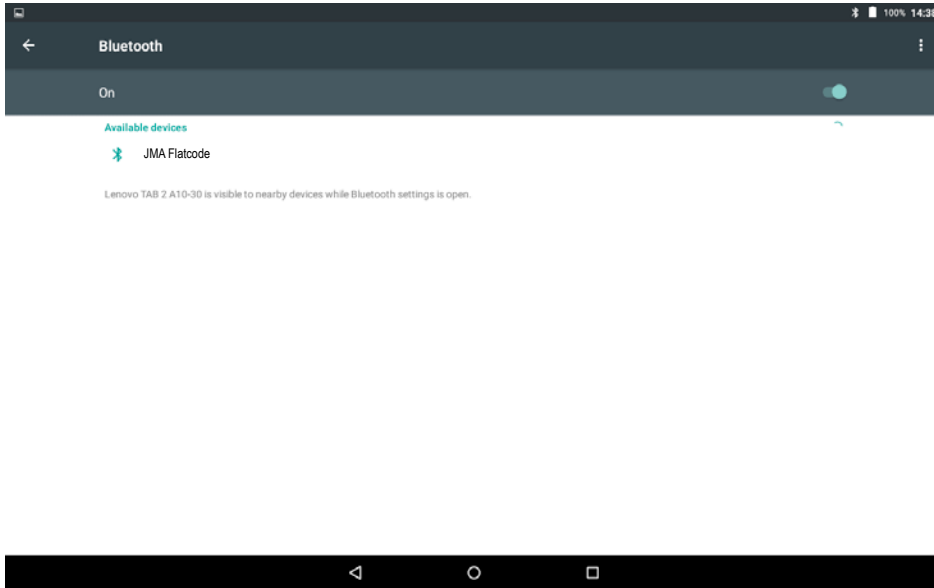 100% 14:38
Bluetooth
On
Available devices
JMA Flatcode
Lenovo TAB 2 A10-30 is visible to nearby devices while Bluetooth settings is open.